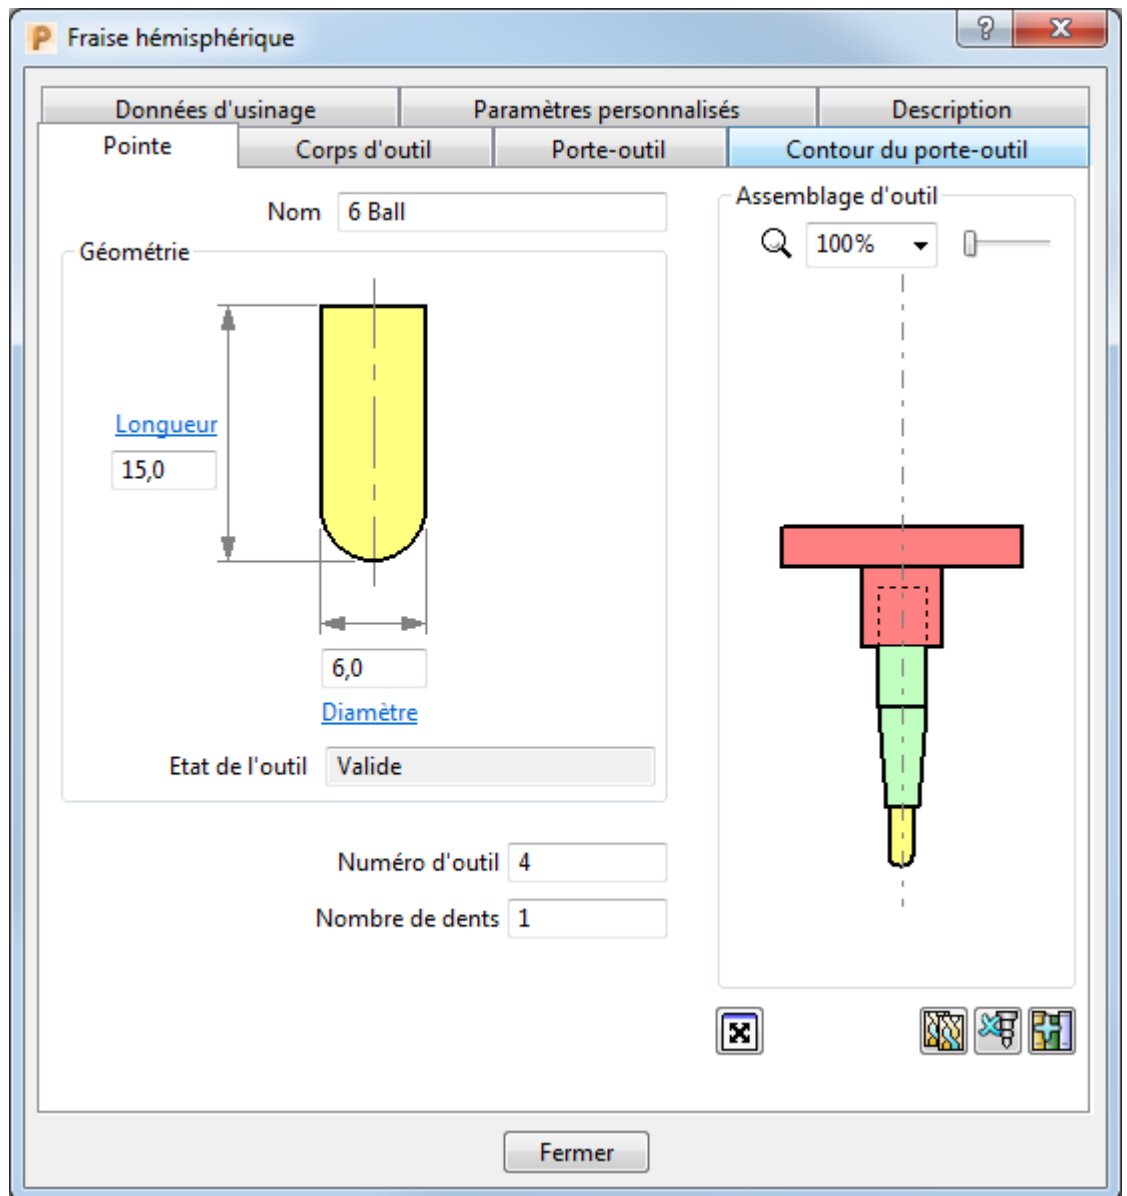 P Fraise hémisphérique ?
Données d'usinage Paramètres personnalisés Description
Pointe Corps d'outil Porte-outil Contour du porte-outil
Nom 6 Ball
Assemblage d'outil
100%
Géométrie
Longueur
15,0
6,0
Diamètre
Etat de l'outil Valide
Numéro d'outil 4
Nombre de dents 1
Fermer